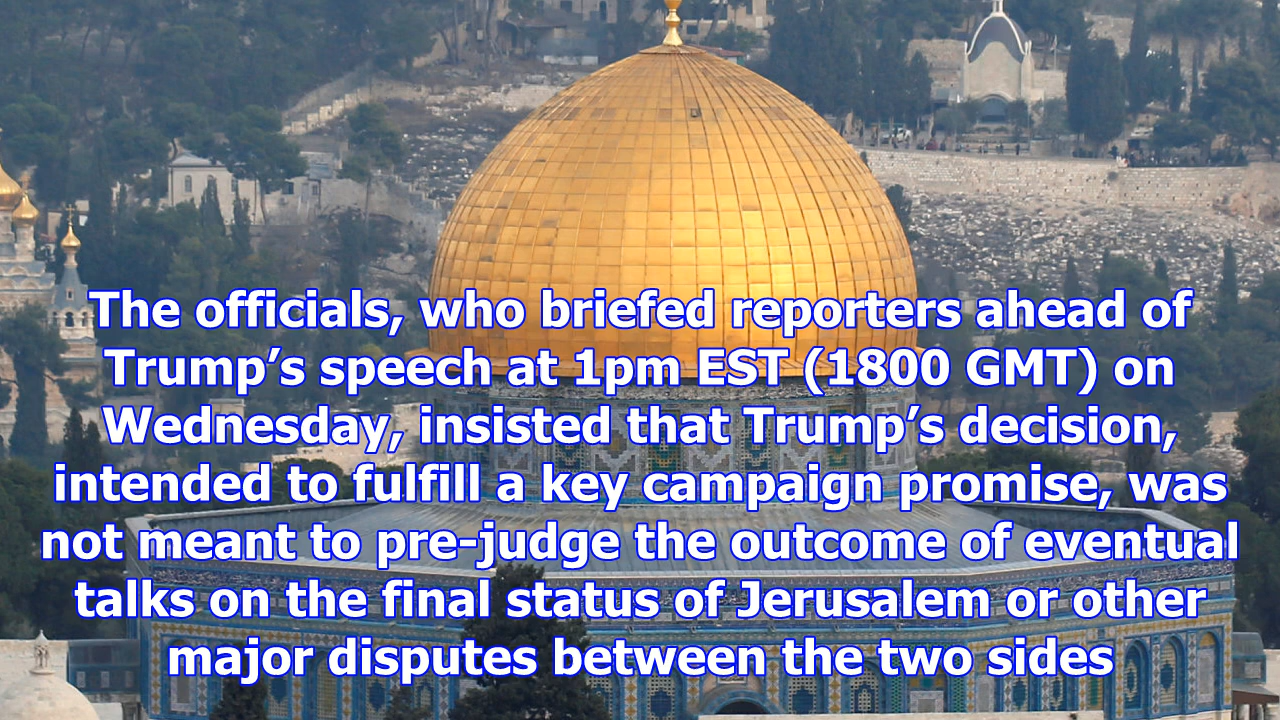 The officials, who briefed reporters ahead of
Trump’s speech at 1pm EST (1800 GMT) on
Wednesday, insisted that Trump’s decision,
intended to fulfill a key campaign promise, was
not meant to pre-judge the outcome of eventual
talks on the final status of Jerusalem or other
major disputes between the two sides